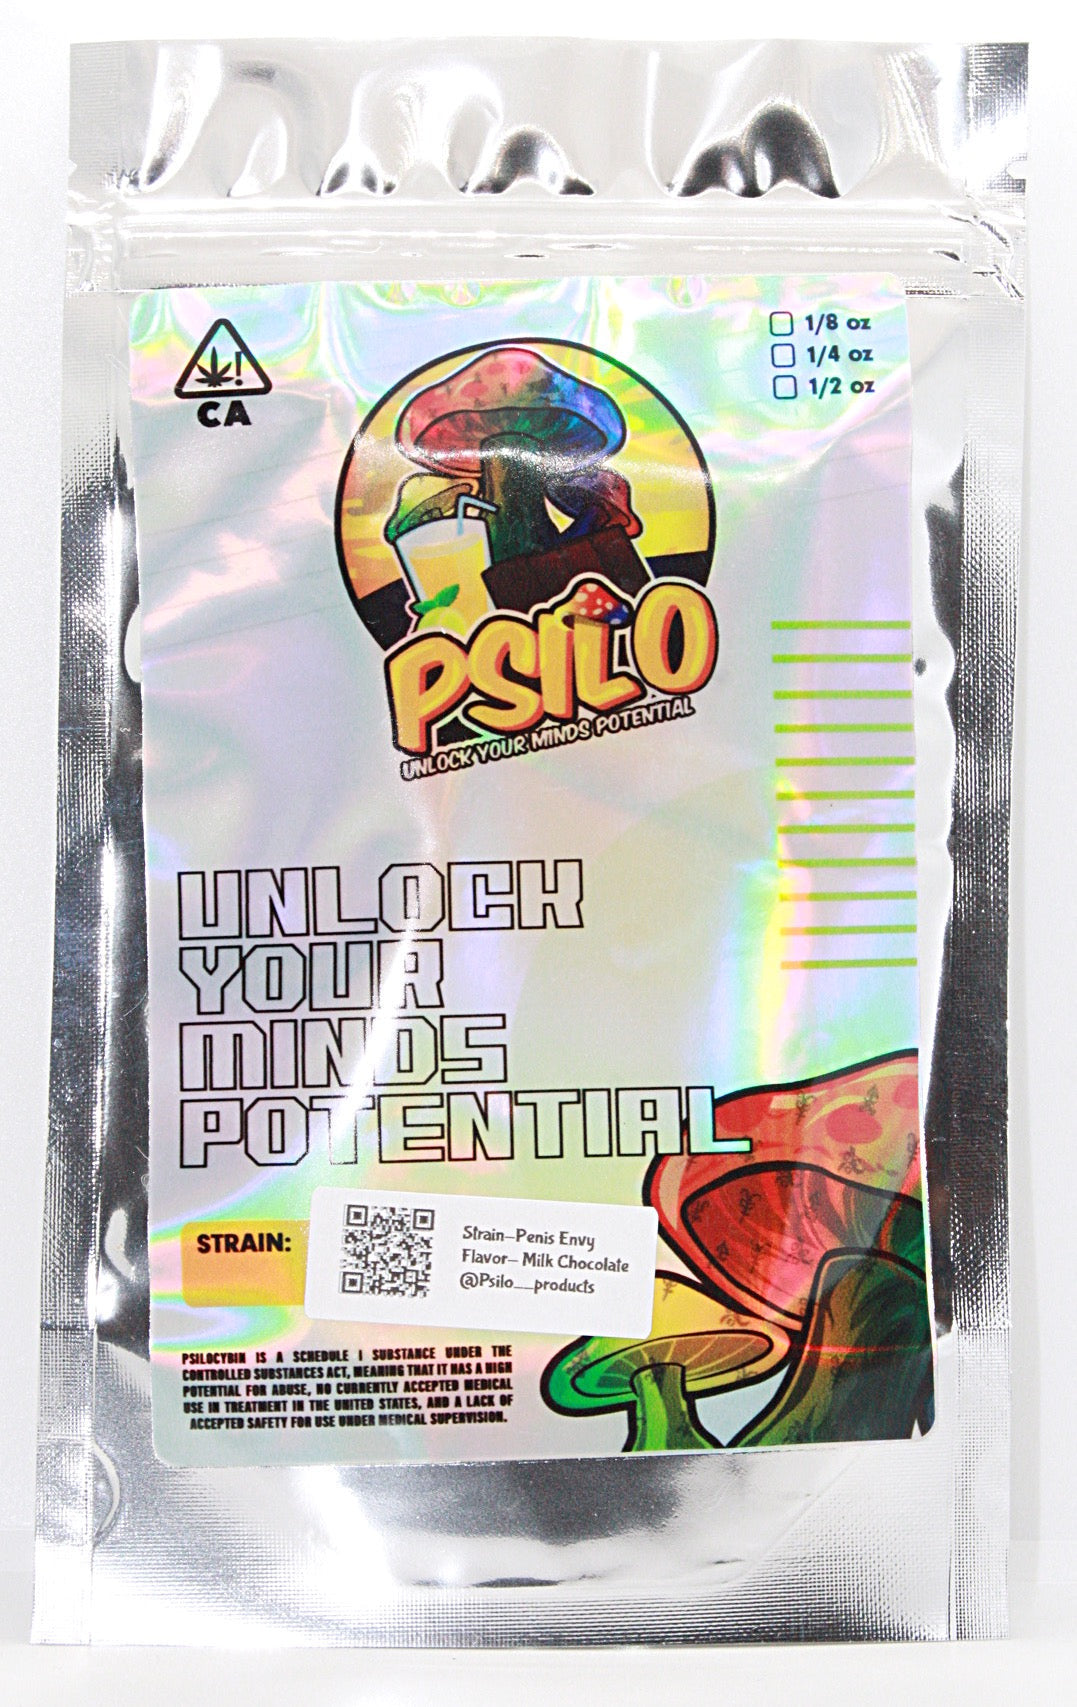 CA
1/8 oz
1/4 oz
1/2 oz
PSILO
UNLOCK YOUR MINDS POTENTIAL
UNLOCK
YOUR
MINDS
POTENTIAL
STRAIN:
Strain–Penis Envy
Flavor– Milk Chocolate
@Psilo__products
PSILOCYBIN IS A SCHEDULE I SUBSTANCE UNDER THE
CONTROLLED SUBSTANCES ACT, MEANING THAT IT HAS A HIGH
POTENTIAL FOR ABUSE, NO CURRENTLY ACCEPTED MEDICAL
USE IN TREATMENT IN THE UNITED STATES, AND A LACK OF
ACCEPTED SAFETY FOR USE UNDER MEDICAL SUPERVISION.